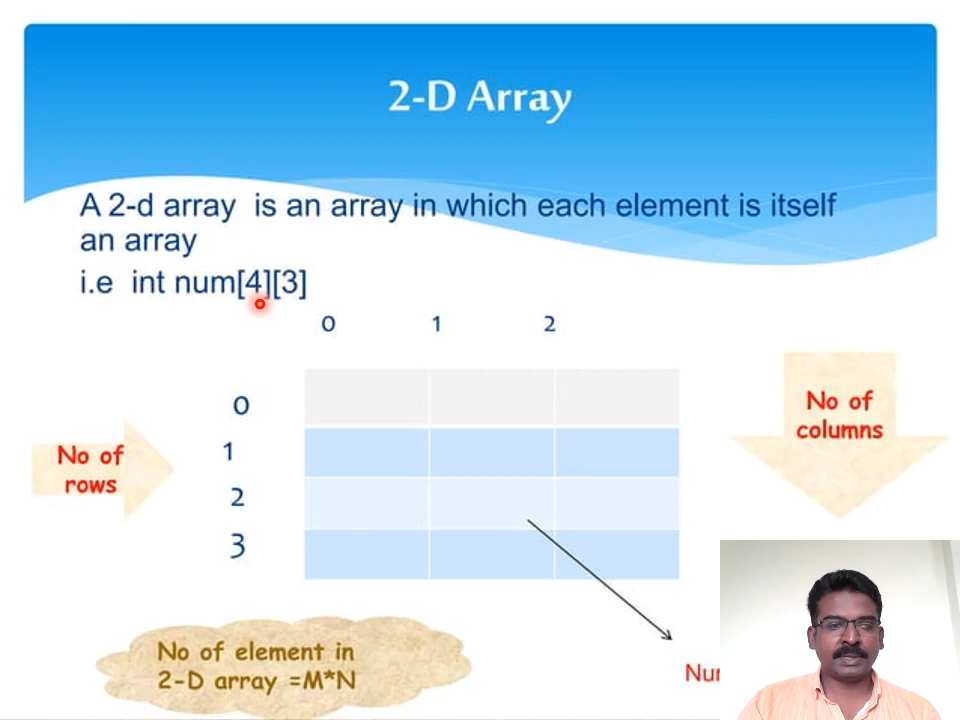 2-D Array
A 2-d array is an array in which each element is itself
an array
i.e int num[4][3]
0 1 2
0
1
2
3
No of
rows
No of
columns
No of element in
2-D array =M*N